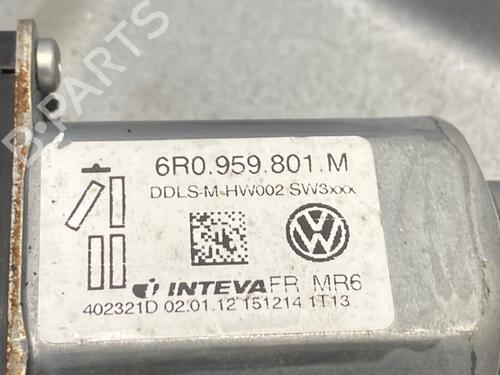 B-PARTS
6R0.959.801.M
DDLS-M-HW002 SW3xxx
INTEVA FR MR6
402321D 02.01.12 151214 1T13